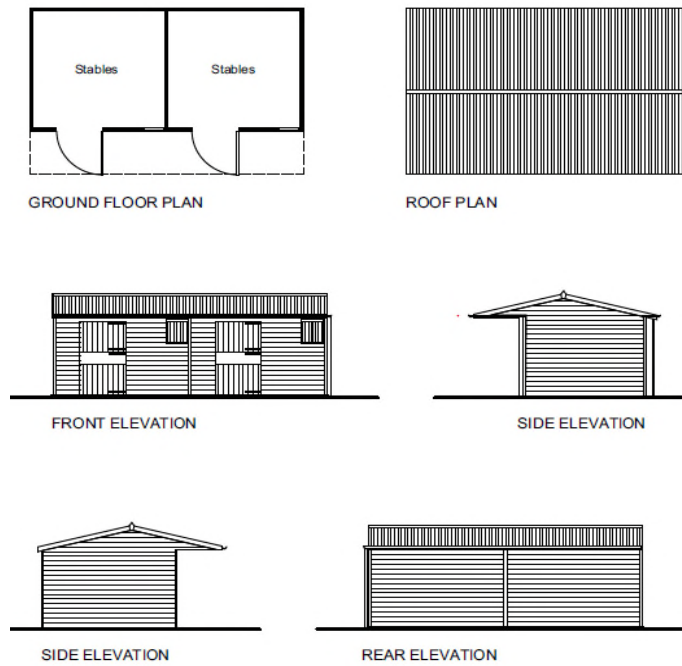 Stables
Stables
GROUND FLOOR PLAN
ROOF PLAN
FRONT ELEVATION
SIDE ELEVATION
SIDE ELEVATION
REAR ELEVATION